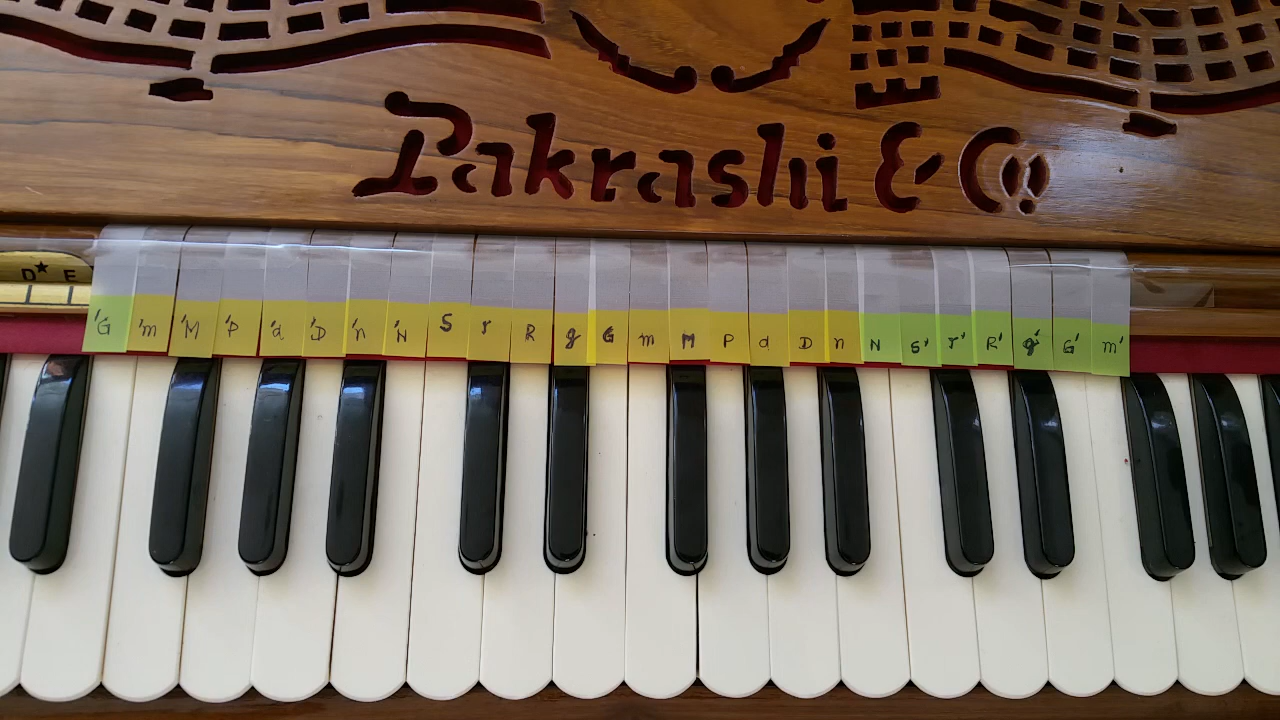 Pakrashi & Co.
D★ E
'G 'm 'M 'P 'd 'D 'n 'N S r R g G m M P d D n N S' r' R' g' G' m'